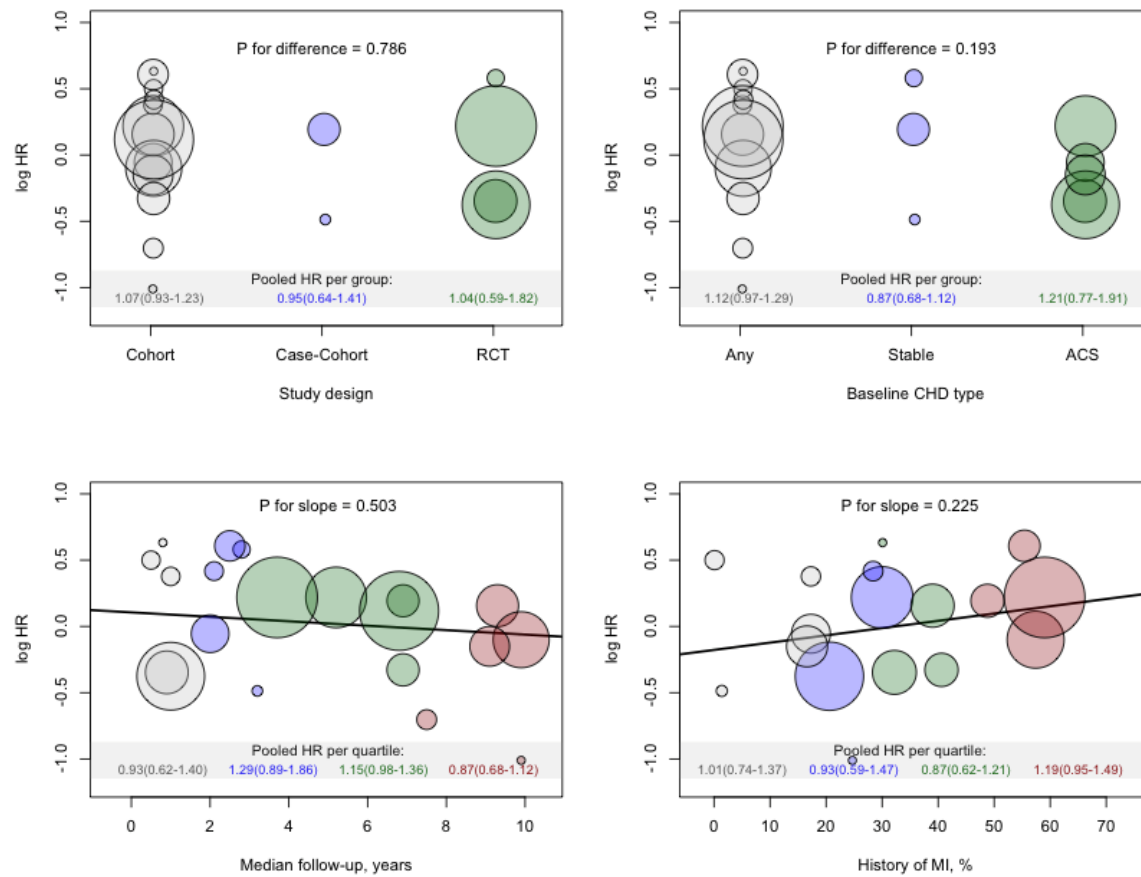 P for difference = 0.786
log HR
1.0
0.5
0.0
-0.5
-1.0
Pooled HR per group:
1.07(0.93-1.23) 0.95(0.64-1.41) 1.04(0.59-1.82)
Cohort Case-Cohort RCT
Study design
P for difference = 0.193
log HR
1.0
0.5
0.0
-0.5
-1.0
Pooled HR per group:
1.12(0.97-1.29) 0.87(0.68-1.12) 1.21(0.77-1.91)
Any Stable ACS
Baseline CHD type
P for slope = 0.503
log HR
1.0
0.5
0.0
-0.5
-1.0
Pooled HR per quartile:
0.93(0.62-1.40) 1.29(0.89-1.86) 1.15(0.98-1.36) 0.87(0.68-1.12)
0 2 4 6 8 10
Median follow-up, years
P for slope = 0.225
log HR
1.0
0.5
0.0
-0.5
-1.0
Pooled HR per quartile:
1.01(0.74-1.37) 0.93(0.59-1.47) 0.87(0.62-1.21) 1.19(0.95-1.49)
0 10 20 30 40 50 60 70
History of MI, %